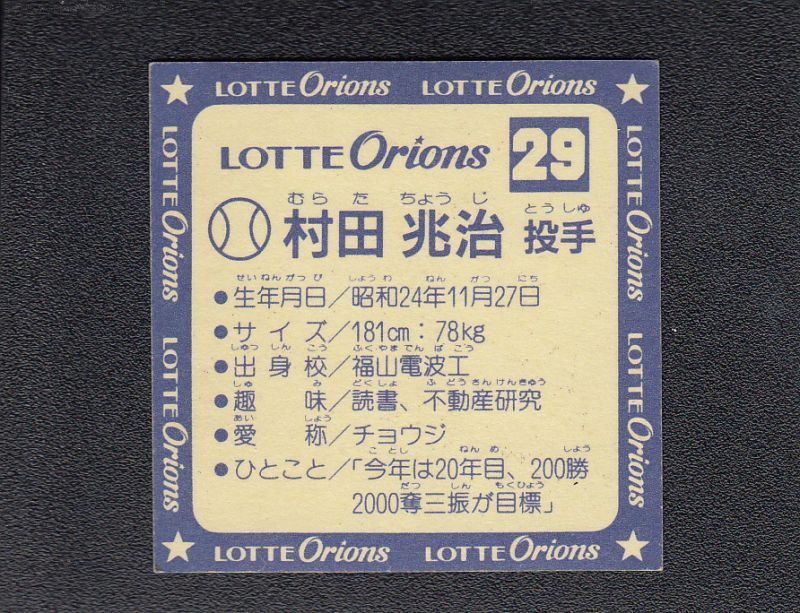 LOTTE Orions LOTTE Orions
LOTTE Orions 29
むら た ちょう じ とう しゅ
村田 兆治 投手
せい ねん がっ ぴ しょう わ ねん がつ にち
●生年月日／昭和24年11月27日
●サイズ／181cm：78kg
しゅっ しん こう ふく やま でん ぱ こう
●出身校／福山電波工
しゅ み どく しょ ふ どう さん けん きゅう
●趣味／読書、不動産研究
あい しょう
●愛称／チョウジ
ことし ねん め しょう
●ひとこと／「今年は20年目、200勝
だつ しん もく ひょう
2000奪三振が目標」
LOTTE Orions LOTTE Orions
LOTTE Orions LOTTE Orions
LOTTE Orions LOTTE Orions